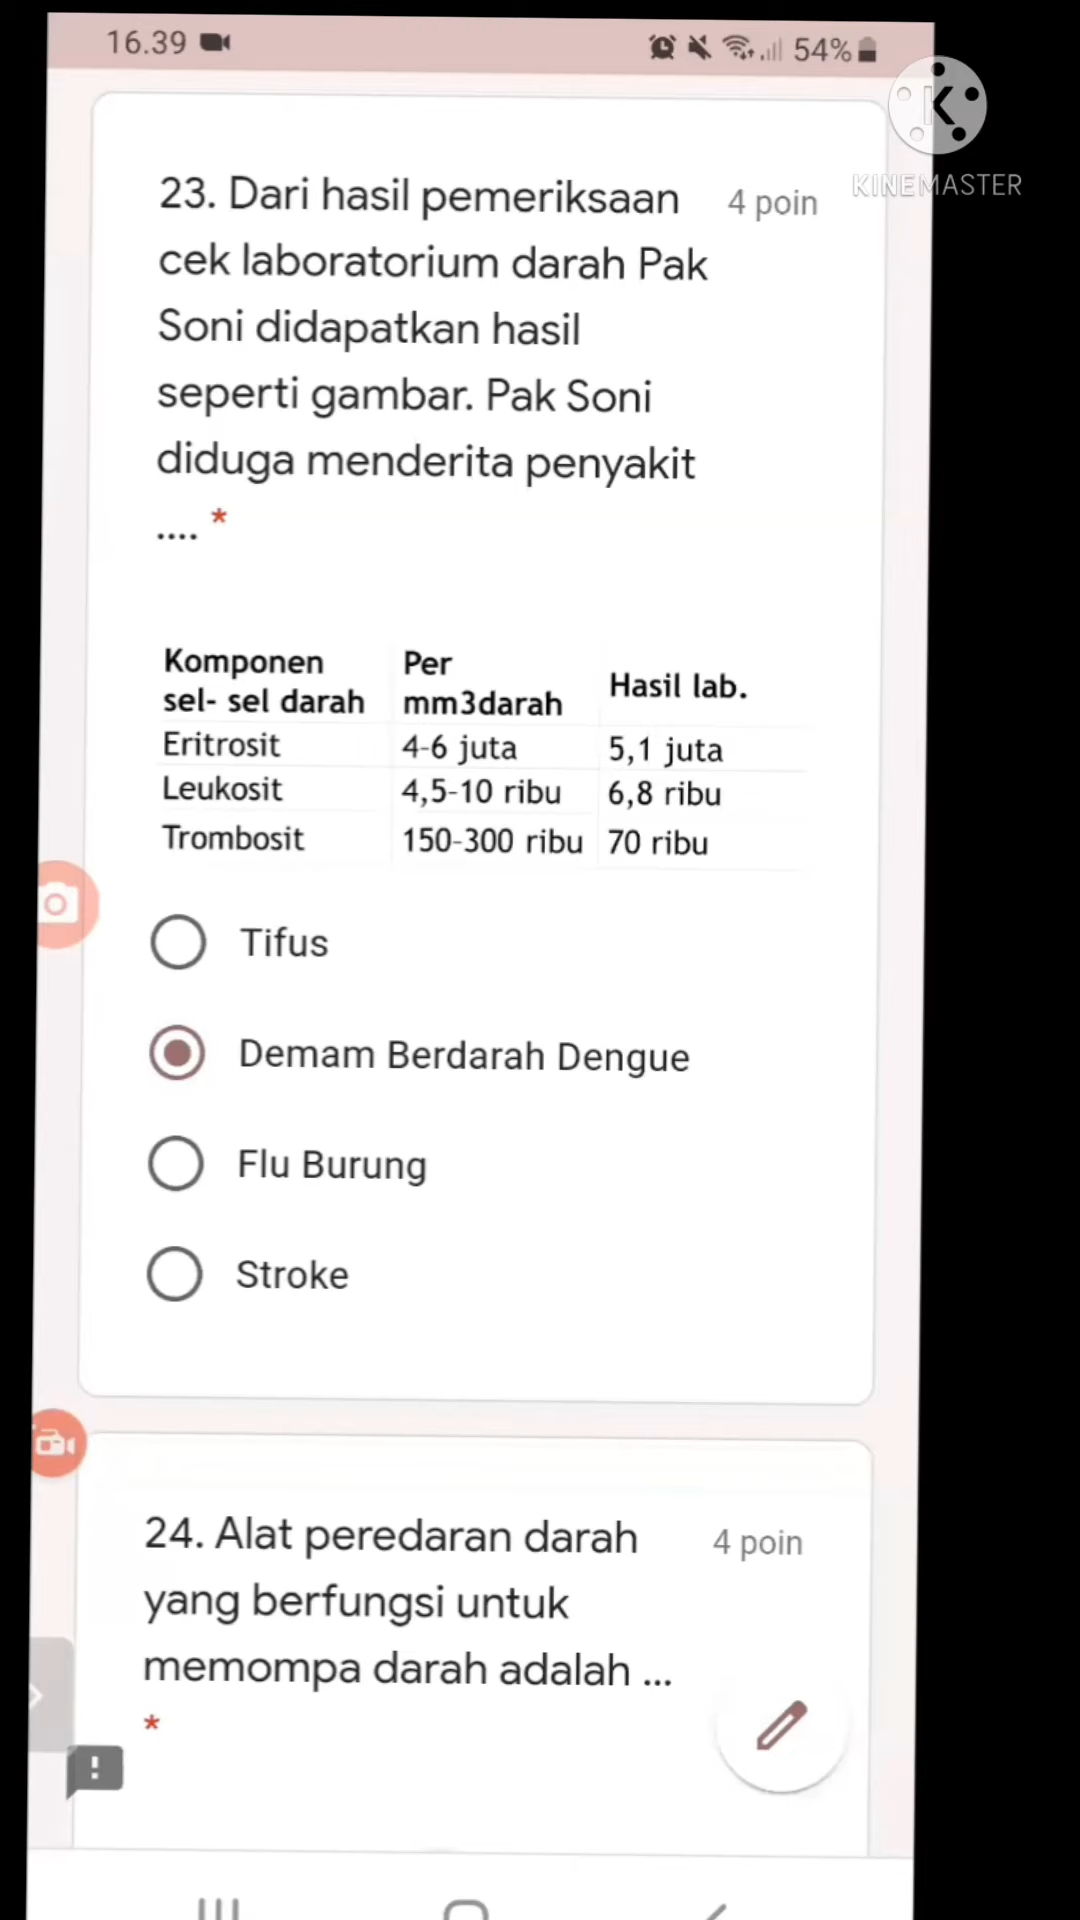 16.39
54%
KINEMASTER
23. Dari hasil pemeriksaan
4 poin
cek laboratorium darah Pak
Soni didapatkan hasil
seperti gambar. Pak Soni
diduga menderita penyakit
.... *
Komponen sel- sel darah Per mm3darah Hasil lab.
Eritrosit 4-6 juta 5,1 juta
Leukosit 4,5-10 ribu 6,8 ribu
Trombosit 150-300 ribu 70 ribu
Tifus
Demam Berdarah Dengue
Flu Burung
Stroke
24. Alat peredaran darah
4 poin
yang berfungsi untuk
memompa darah adalah ...
*